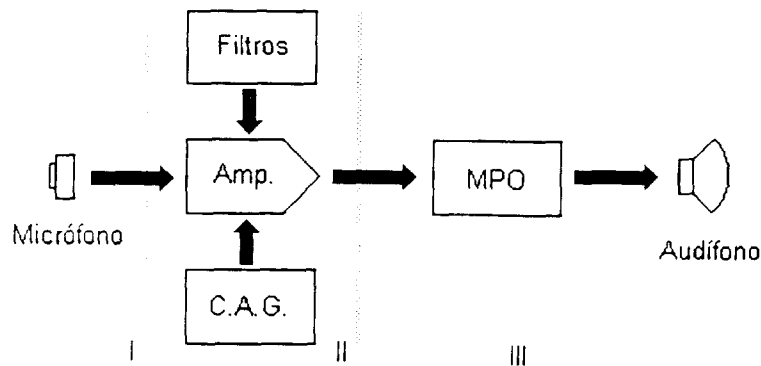 Filtros
Amp.
MPO
Micrófono
Audífono
C.A.G.
I
II
III